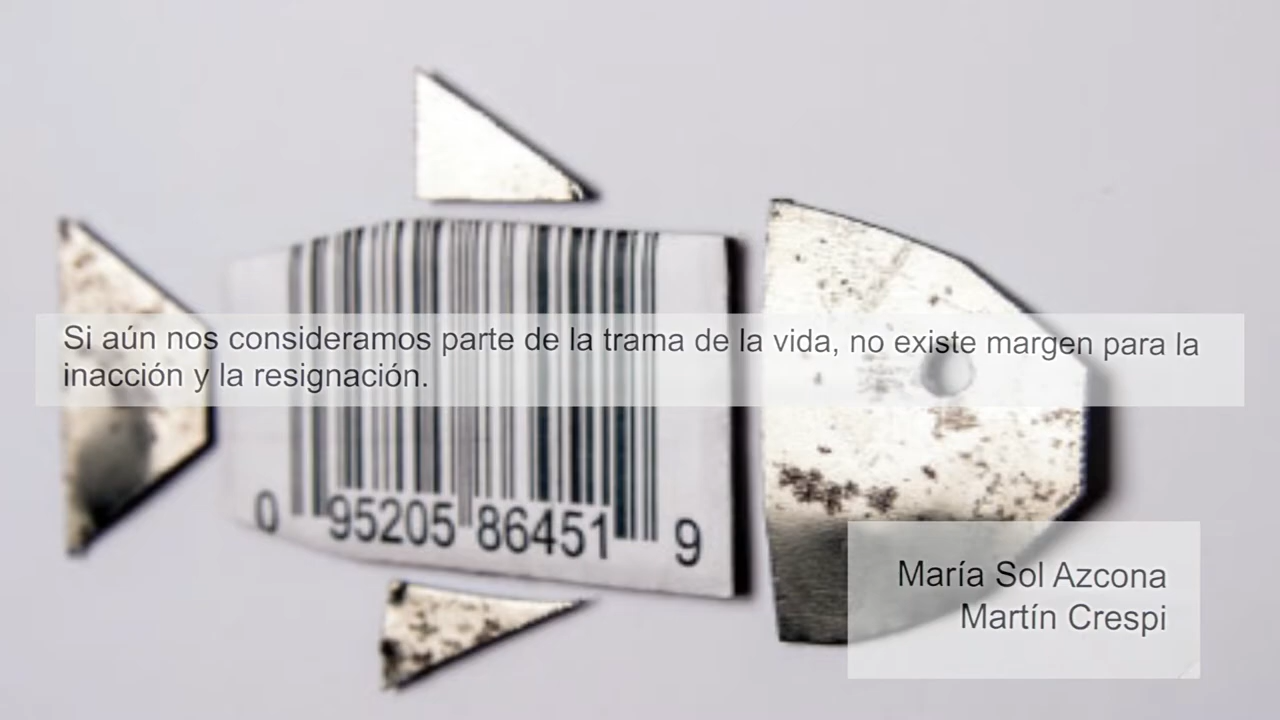 Si aún nos consideramos parte de la trama de la vida, no existe margen para la
inacción y la resignación.
0 95205 86451 9
María Sol Azcona
Martín Crespi